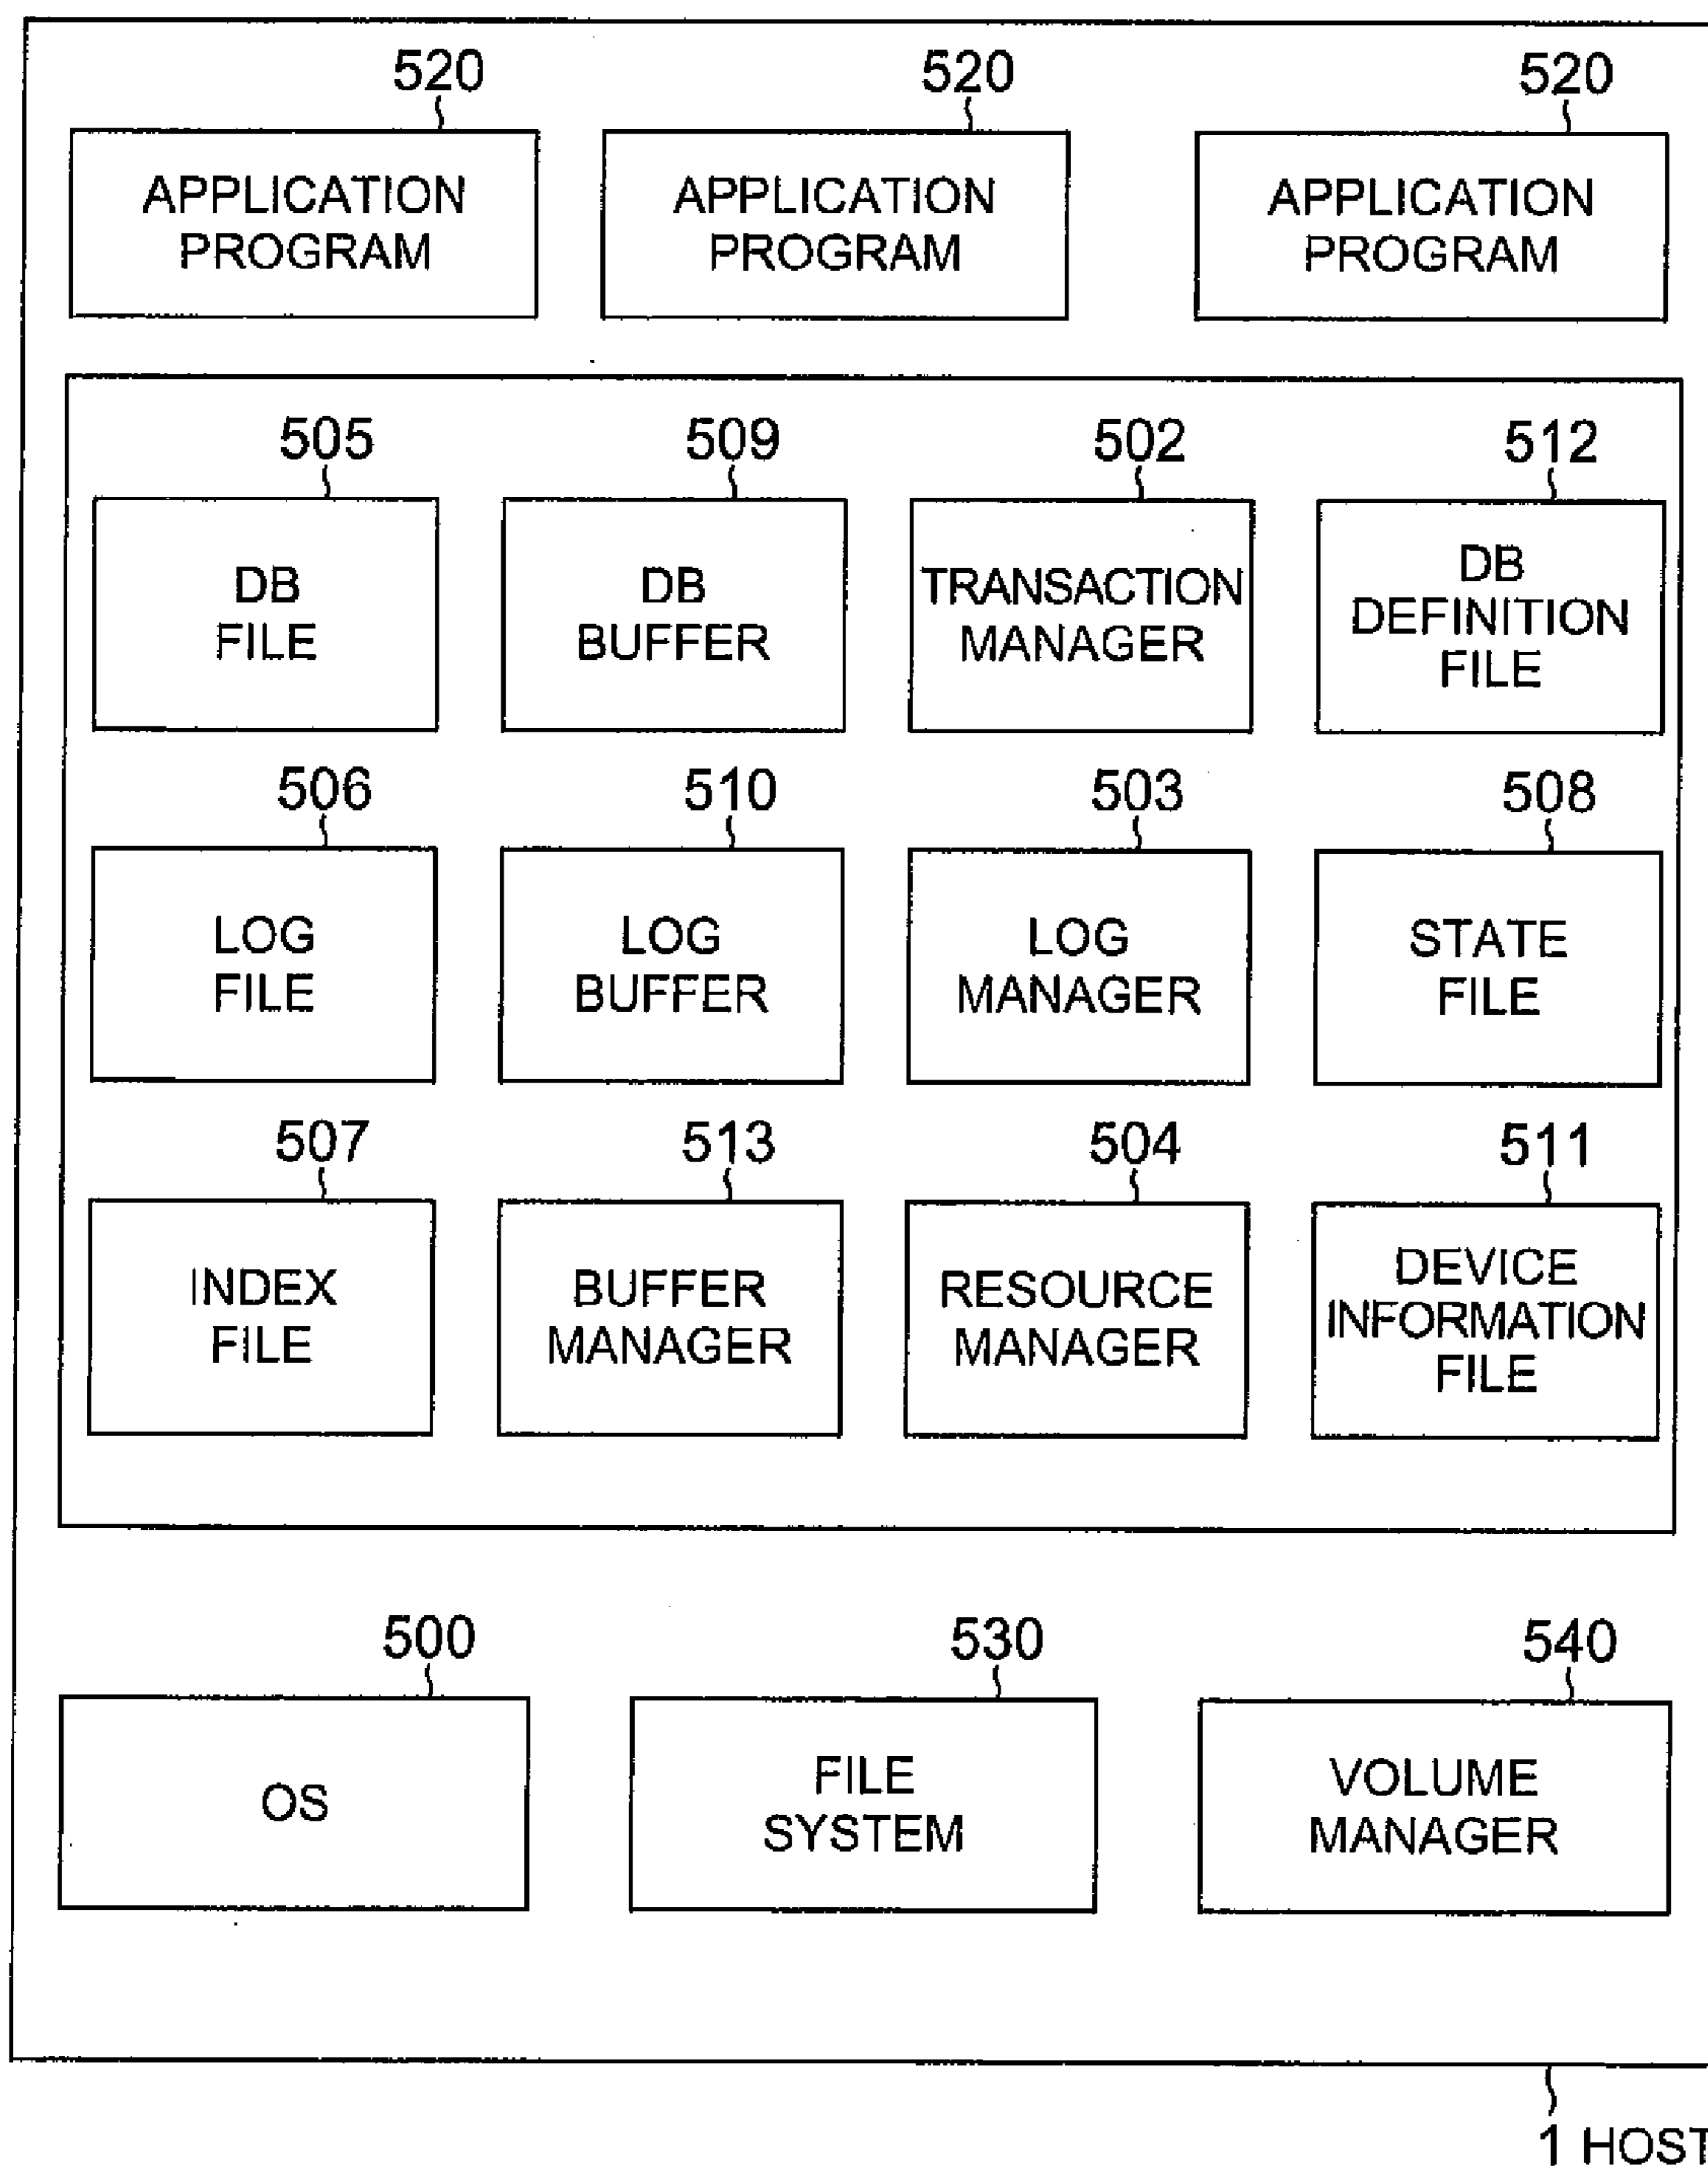 520 520 520
APPLICATION PROGRAM
APPLICATION PROGRAM
APPLICATION PROGRAM
505 509 502 512
DB
FILE
DB
BUFFER
TRANSACTION
MANAGER
DB
DEFINITION
FILE
506 510 503 508
LOG
FILE
LOG
BUFFER
LOG
MANAGER
STATE
FILE
507 513 504 511
INDEX
FILE
BUFFER
MANAGER
RESOURCE
MANAGER
DEVICE
INFORMATION
FILE
500 530 540
OS
FILE
SYSTEM
VOLUME
MANAGER
1 HOST